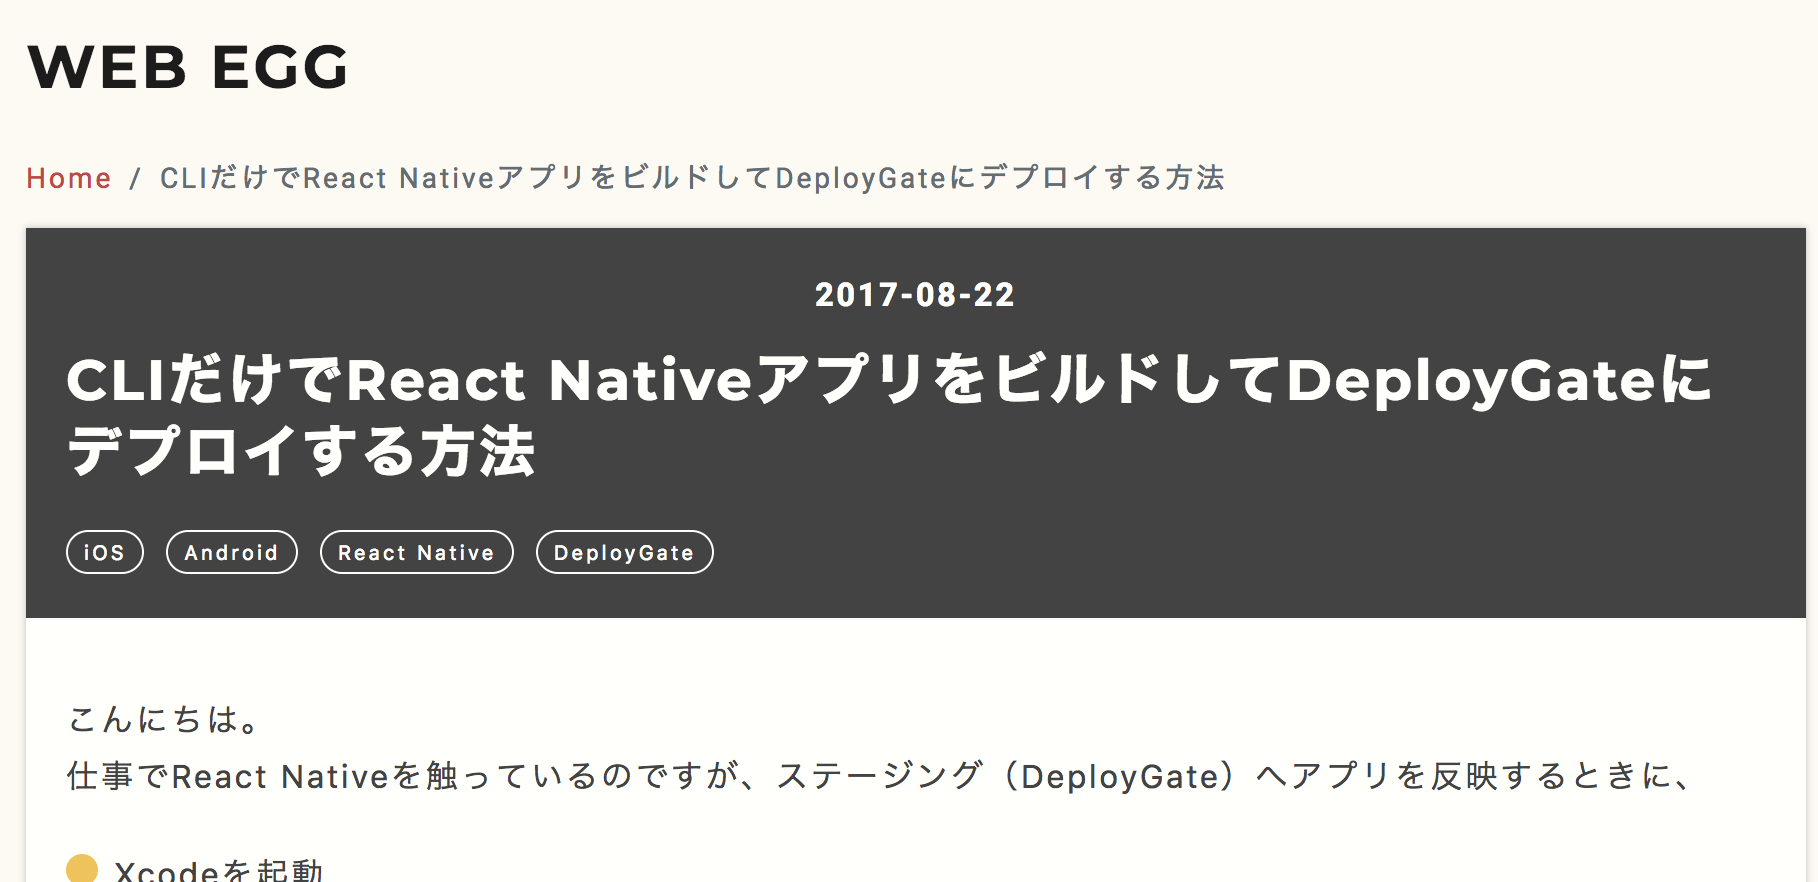 WEB EGG
Home / CLIだけでReact NativeアプリをビルドしてDeployGateにデプロイする方法
2017-08-22
CLIだけでReact NativeアプリをビルドしてDeployGateに
デプロイする方法
iOS Android React Native DeployGate
こんにちは。
仕事でReact Nativeを触っているのですが、ステージング（DeployGate）へアプリを反映するときに、
Xcodeを起動